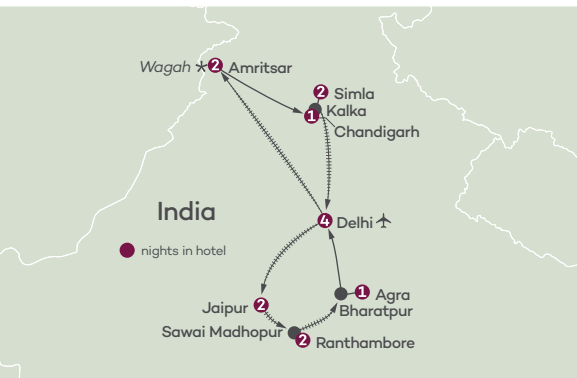 Wagah
2 Amritsar
2 Simla
Kalka
1
Chandigarh
India
4 Delhi
nights in hotel
1 Agra
Jaipur 2
Bharatpur
Sawai Madhopur
2 Ranthambore